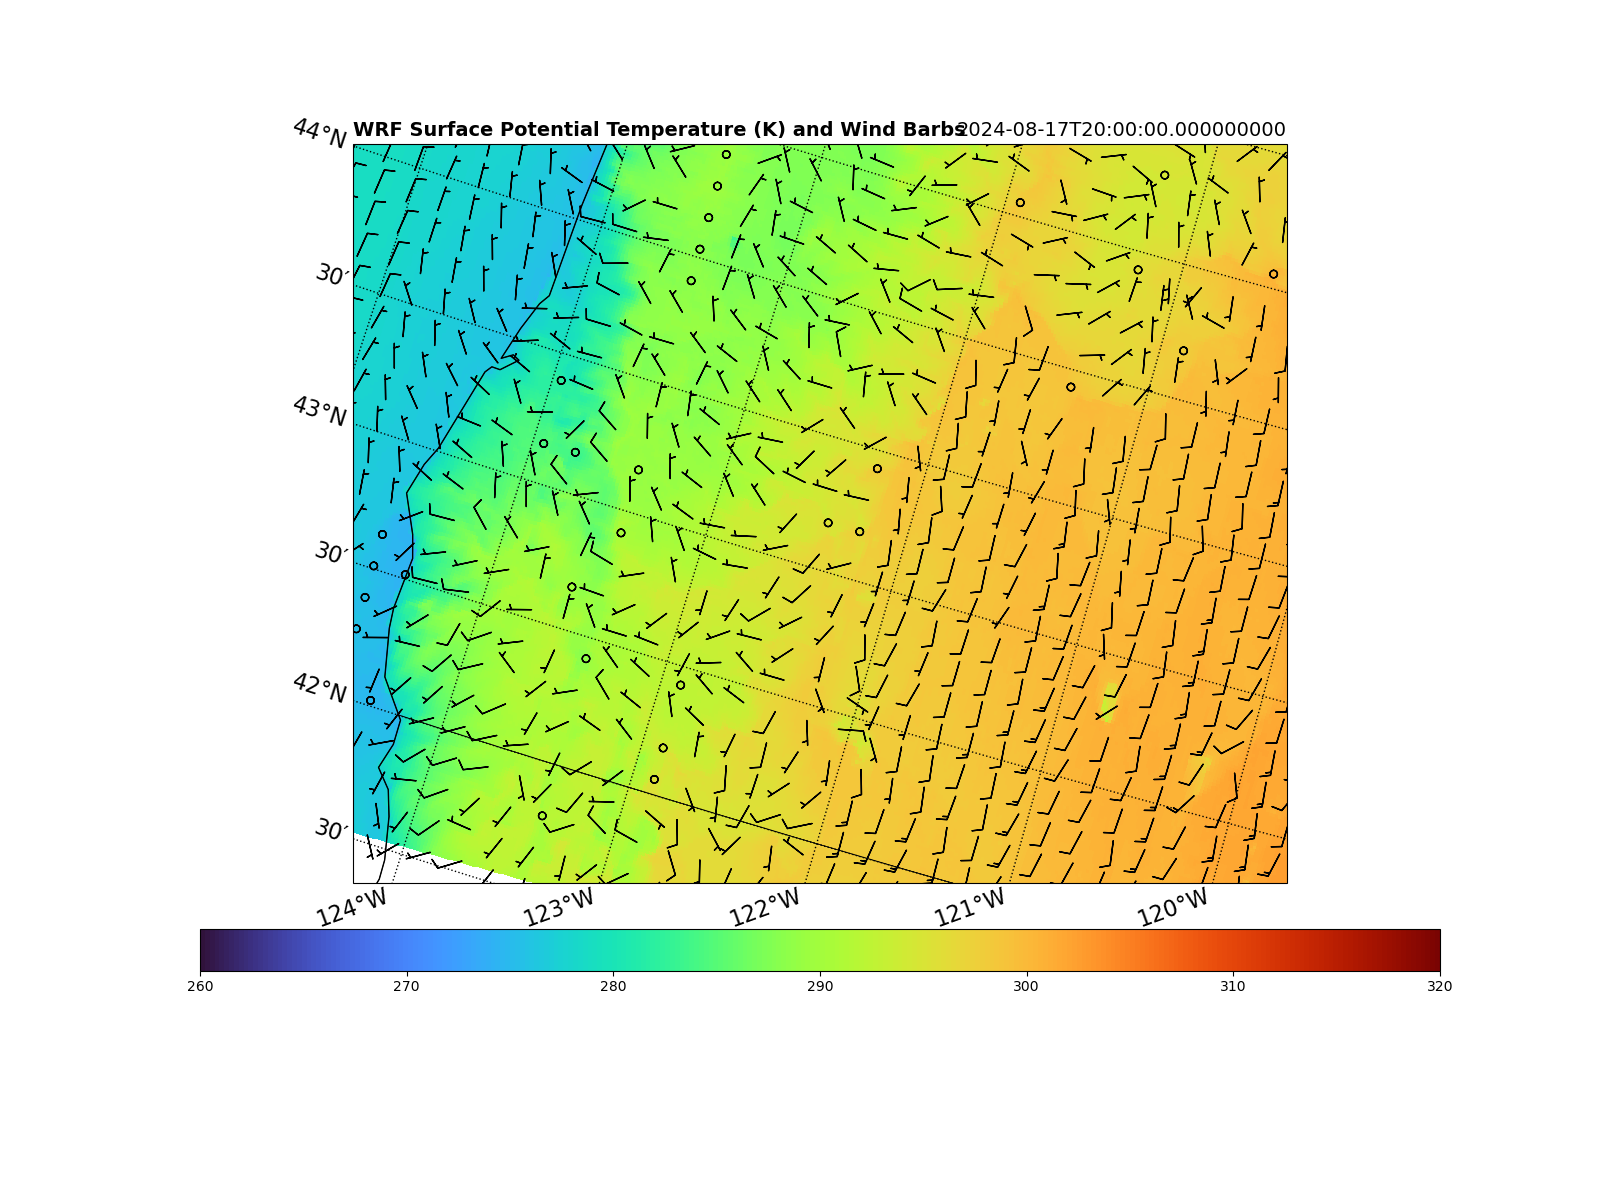 WRF Surface Potential Temperature (K) and Wind Barbs 2024-08-17T20:00:00.000000000
44°N
30′
43°N
30′
42°N
30′
124°W 123°W 122°W 121°W 120°W
260 270 280 290 300 310 320